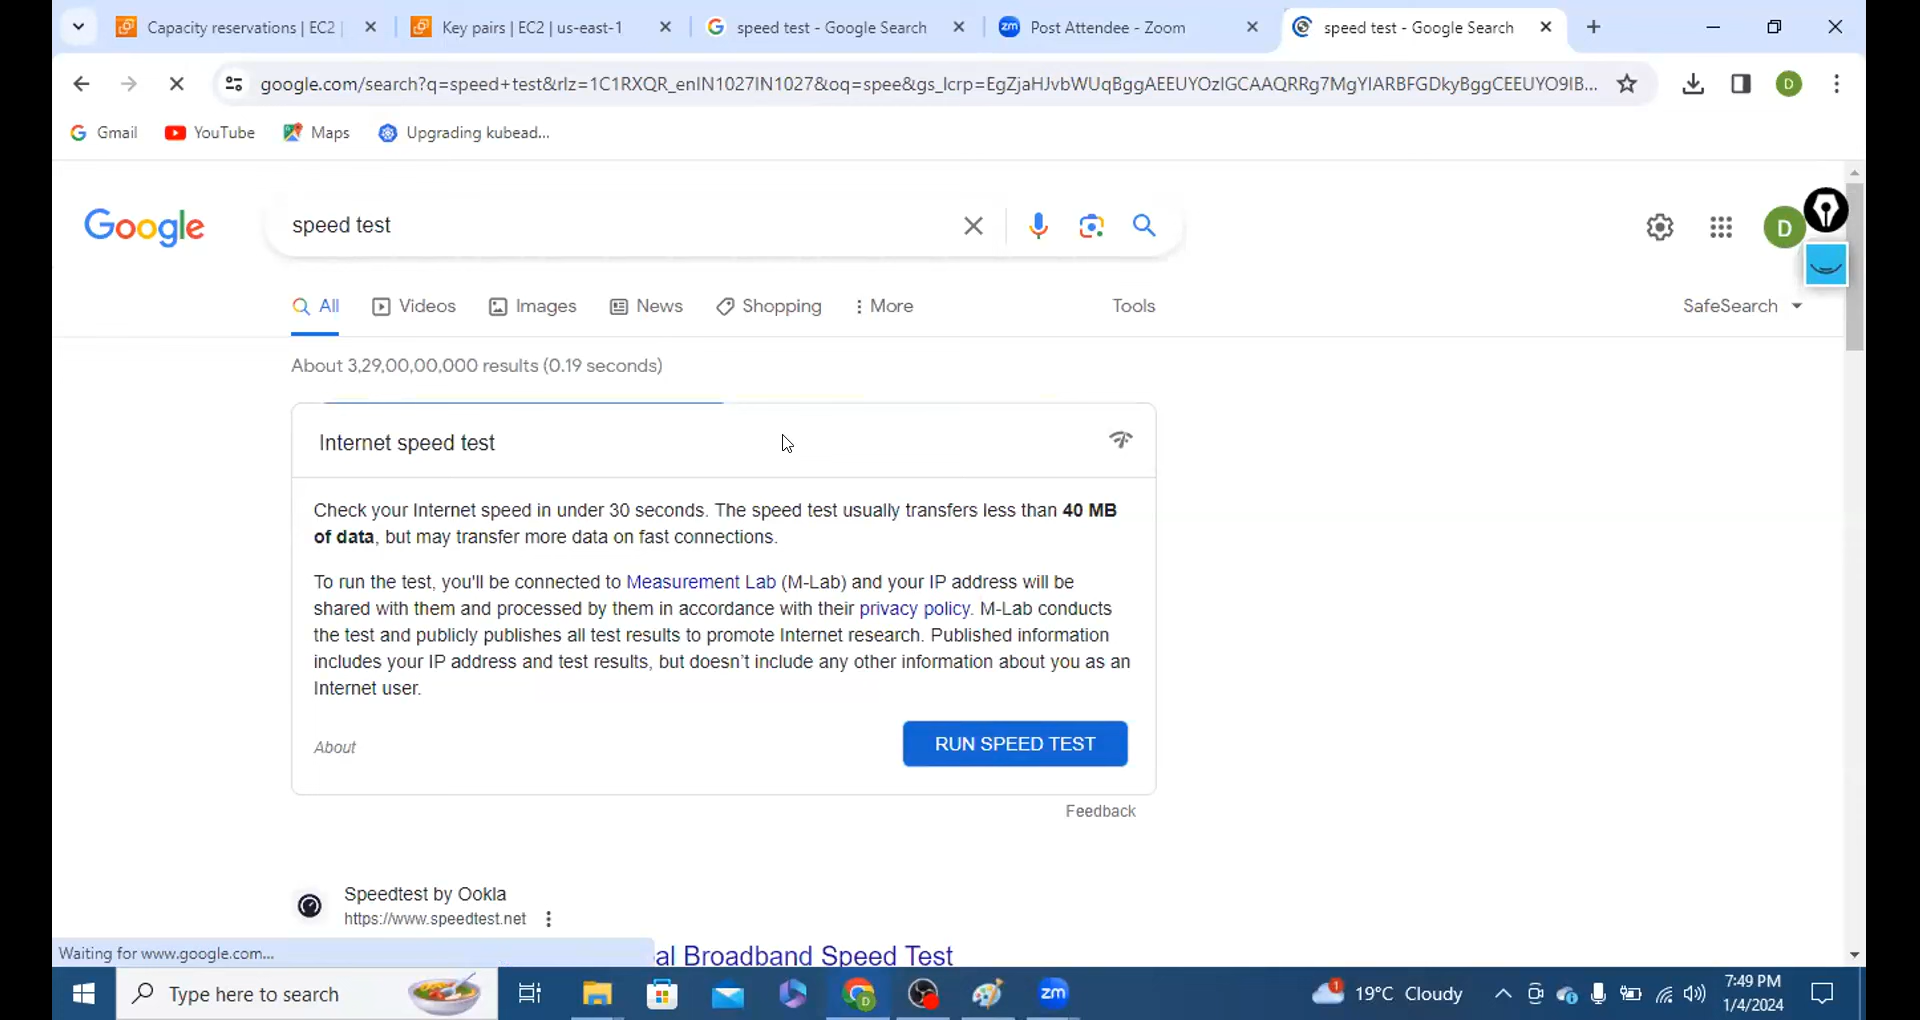 Capacity reservations | EC2 |
Key pairs | EC2 | us-east-1
speed test - Google Search
zm Post Attendee - Zoom
speed test - Google Search
google.com/search?q=speed+test&rlz=1C1RXQR_enIN1027IN1027&oq=spee&gs_lcrp=EgZjaHJvbWUqBggAEEUYOzIGCAAQRRg7MgYIARBFGDkyBggCEEUYO9IB...
D
Gmail
YouTube
Maps
Upgrading kubead...
Google
speed test
D
All
Videos
Images
News
Shopping
More
Tools
SafeSearch
About 3,29,00,00,000 results (0.19 seconds)
Internet speed test
Check your Internet speed in under 30 seconds. The speed test usually transfers less than 40 MB
of data, but may transfer more data on fast connections.
To run the test, you'll be connected to Measurement Lab (M-Lab) and your IP address will be
shared with them and processed by them in accordance with their privacy policy. M-Lab conducts
the test and publicly publishes all test results to promote Internet research. Published information
includes your IP address and test results, but doesn't include any other information about you as an
Internet user.
About
RUN SPEED TEST
Feedback
Speedtest by Ookla
https://www.speedtest.net
al Broadband Speed Test
Waiting for www.google.com...
Type here to search
D
zm
1
19°C Cloudy
7:49 PM
1/4/2024